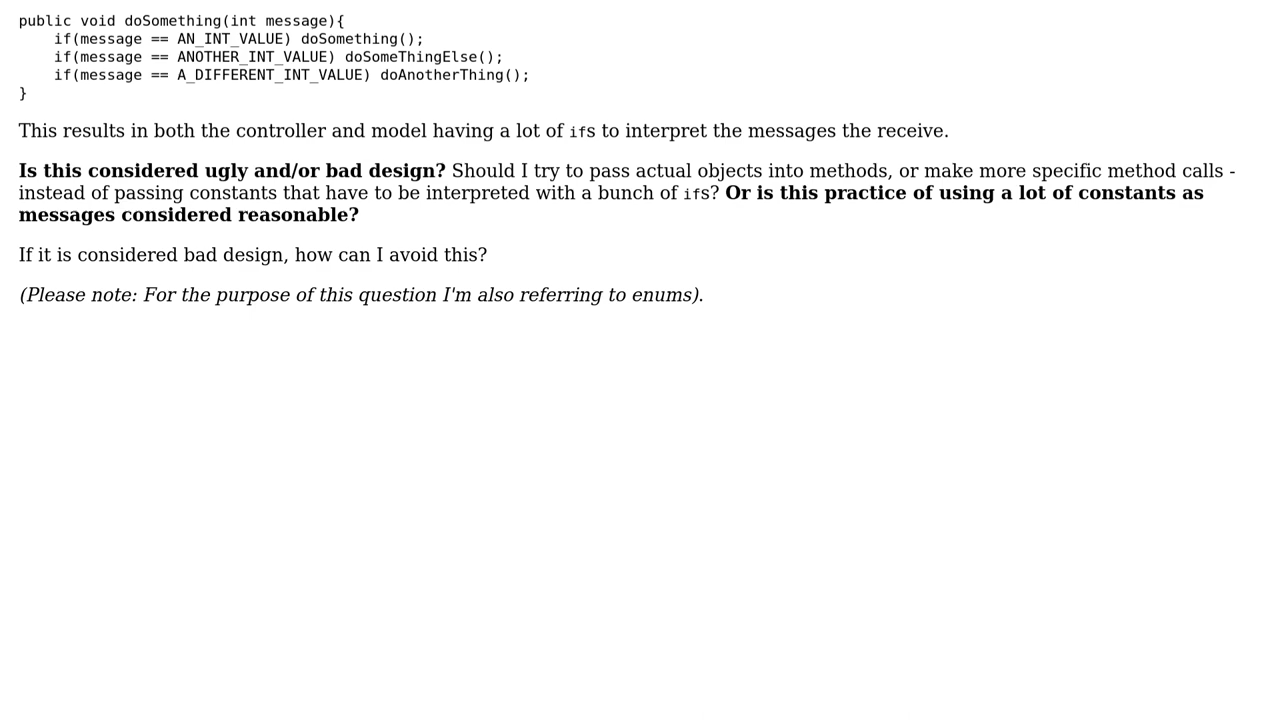 public void doSomething(int message){
    if(message == AN_INT_VALUE) doSomething();
    if(message == ANOTHER_INT_VALUE) doSomeThingElse();
    if(message == A_DIFFERENT_INT_VALUE) doAnotherThing();
}
This results in both the controller and model having a lot of ifs to interpret the messages the receive.
Is this considered ugly and/or bad design? Should I try to pass actual objects into methods, or make more specific method calls -
instead of passing constants that have to be interpreted with a bunch of ifs? Or is this practice of using a lot of constants as
messages considered reasonable?
If it is considered bad design, how can I avoid this?
(Please note: For the purpose of this question I'm also referring to enums).